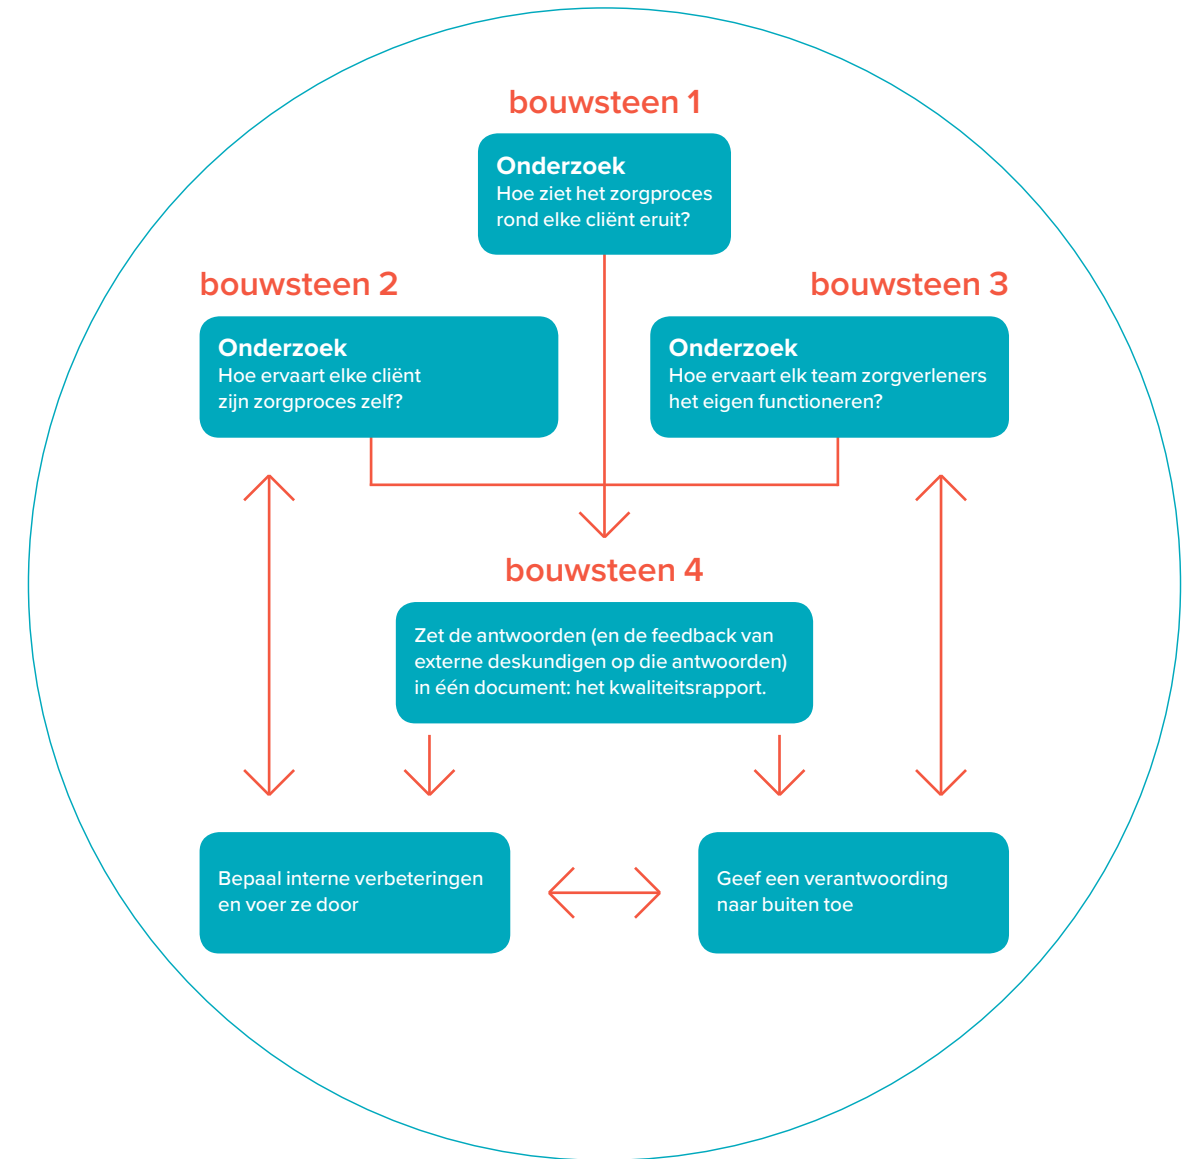 bouwsteen 1
Onderzoek
Hoe ziet het zorgproces
rond elke cliënt eruit?
bouwsteen 2
Onderzoek
Hoe ervaart elke cliënt
zijn zorgproces zelf?
bouwsteen 3
Onderzoek
Hoe ervaart elk team zorgverleners
het eigen functioneren?
bouwsteen 4
Zet de antwoorden (en de feedback van
externe deskundigen op die antwoorden)
in één document: het kwaliteitsrapport.
Bepaal interne verbeteringen
en voer ze door
Geef een verantwoording
naar buiten toe